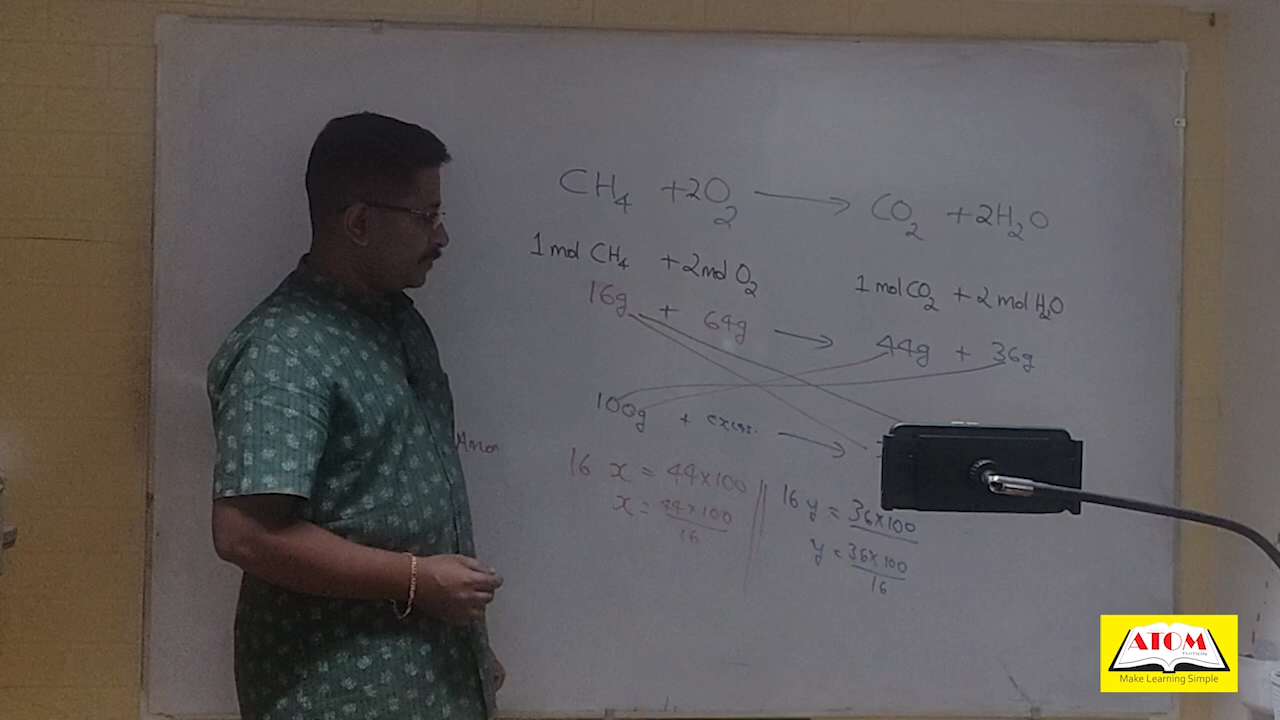 CH₄ + 2O₂ ⟶ CO₂ + 2H₂O
1 mol CH₄ + 2 mol O₂ 1 mol CO₂ + 2 mol H₂O
16g + 64g ⟶ 44g + 36g
100g + excess. ⟶
16 x = 44×100
x = 44×100
16
16 y = 36×100
y = 36×100
16
ATOM
TUITION
Make Learning Simple